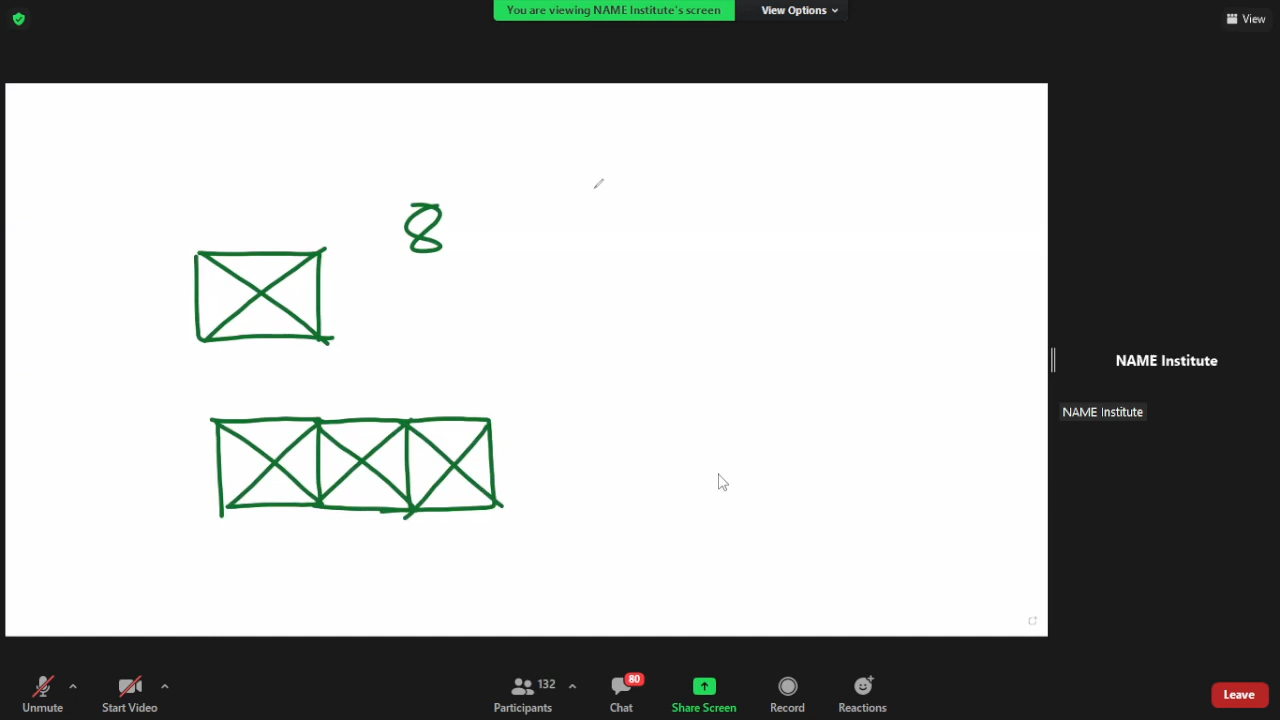 You are viewing NAME Institute's screen
View Options
View
8
NAME Institute
NAME Institute
Unmute
Start Video
132
Participants
80
Chat
Share Screen
Record
Reactions
Leave